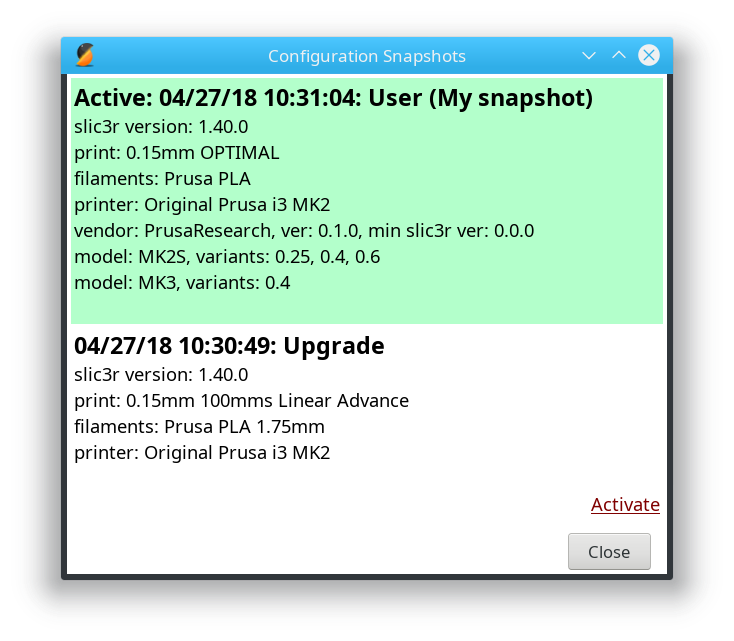 Configuration Snapshots
Active: 04/27/18 10:31:04: User (My snapshot)
slic3r version: 1.40.0
print: 0.15mm OPTIMAL
filaments: Prusa PLA
printer: Original Prusa i3 MK2
vendor: PrusaResearch, ver: 0.1.0, min slic3r ver: 0.0.0
model: MK2S, variants: 0.25, 0.4, 0.6
model: MK3, variants: 0.4
04/27/18 10:30:49: Upgrade
slic3r version: 1.40.0
print: 0.15mm 100mms Linear Advance
filaments: Prusa PLA 1.75mm
printer: Original Prusa i3 MK2
Activate
Close